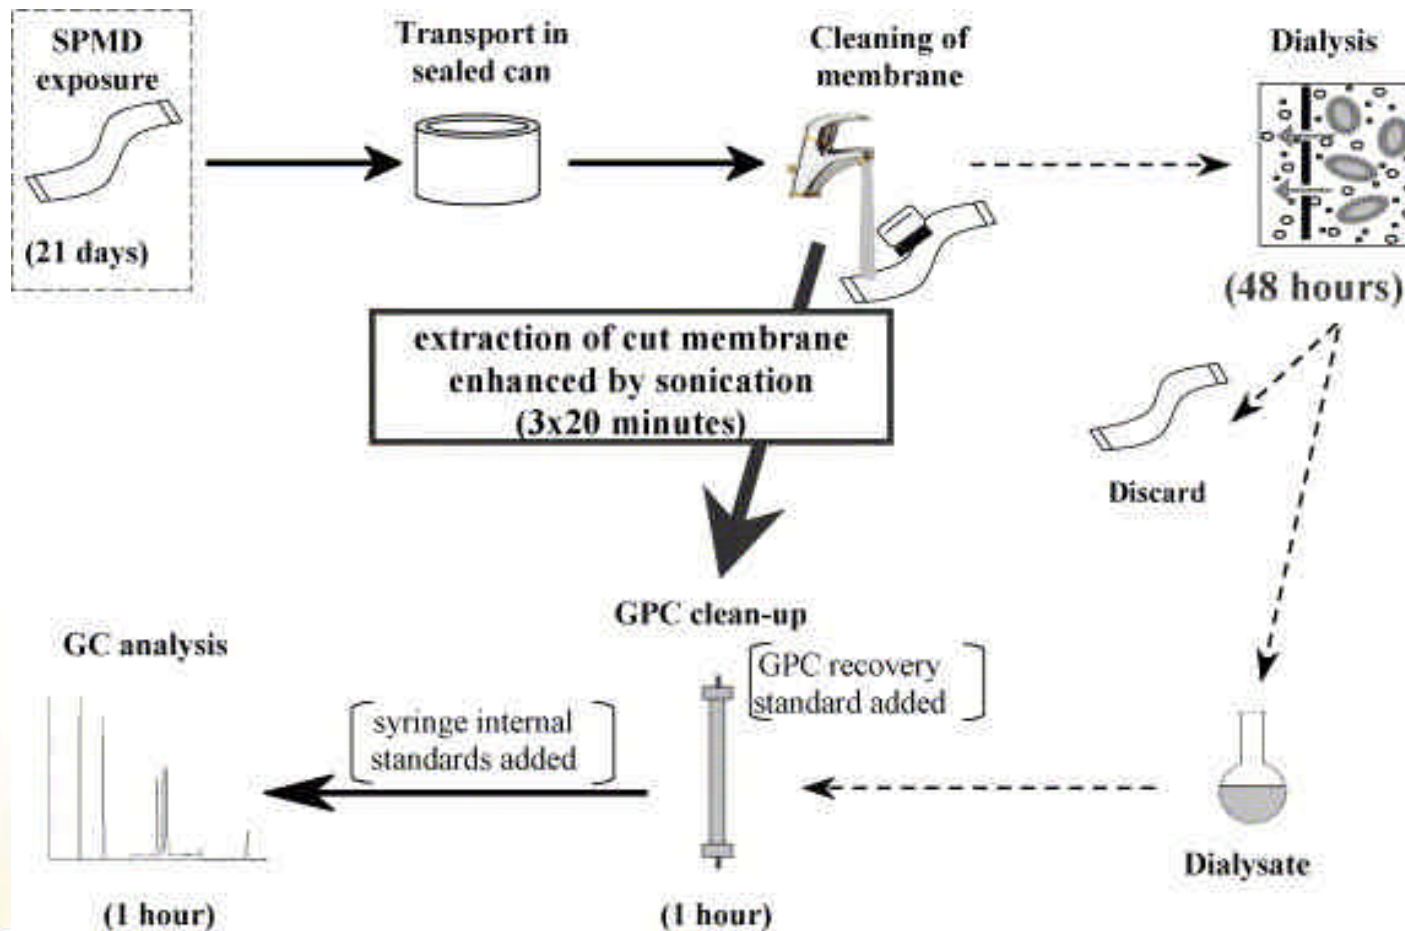 SPMD
exposure
(21 days)
Transport in
sealed can
Cleaning of
membrane
Dialysis
(48 hours)
extraction of cut membrane
enhanced by sonication
(3x20 minutes)
Discard
GPC clean-up
GPC recovery
standard added
GC analysis
syringe internal
standards added
Dialysate
(1 hour)
(1 hour)